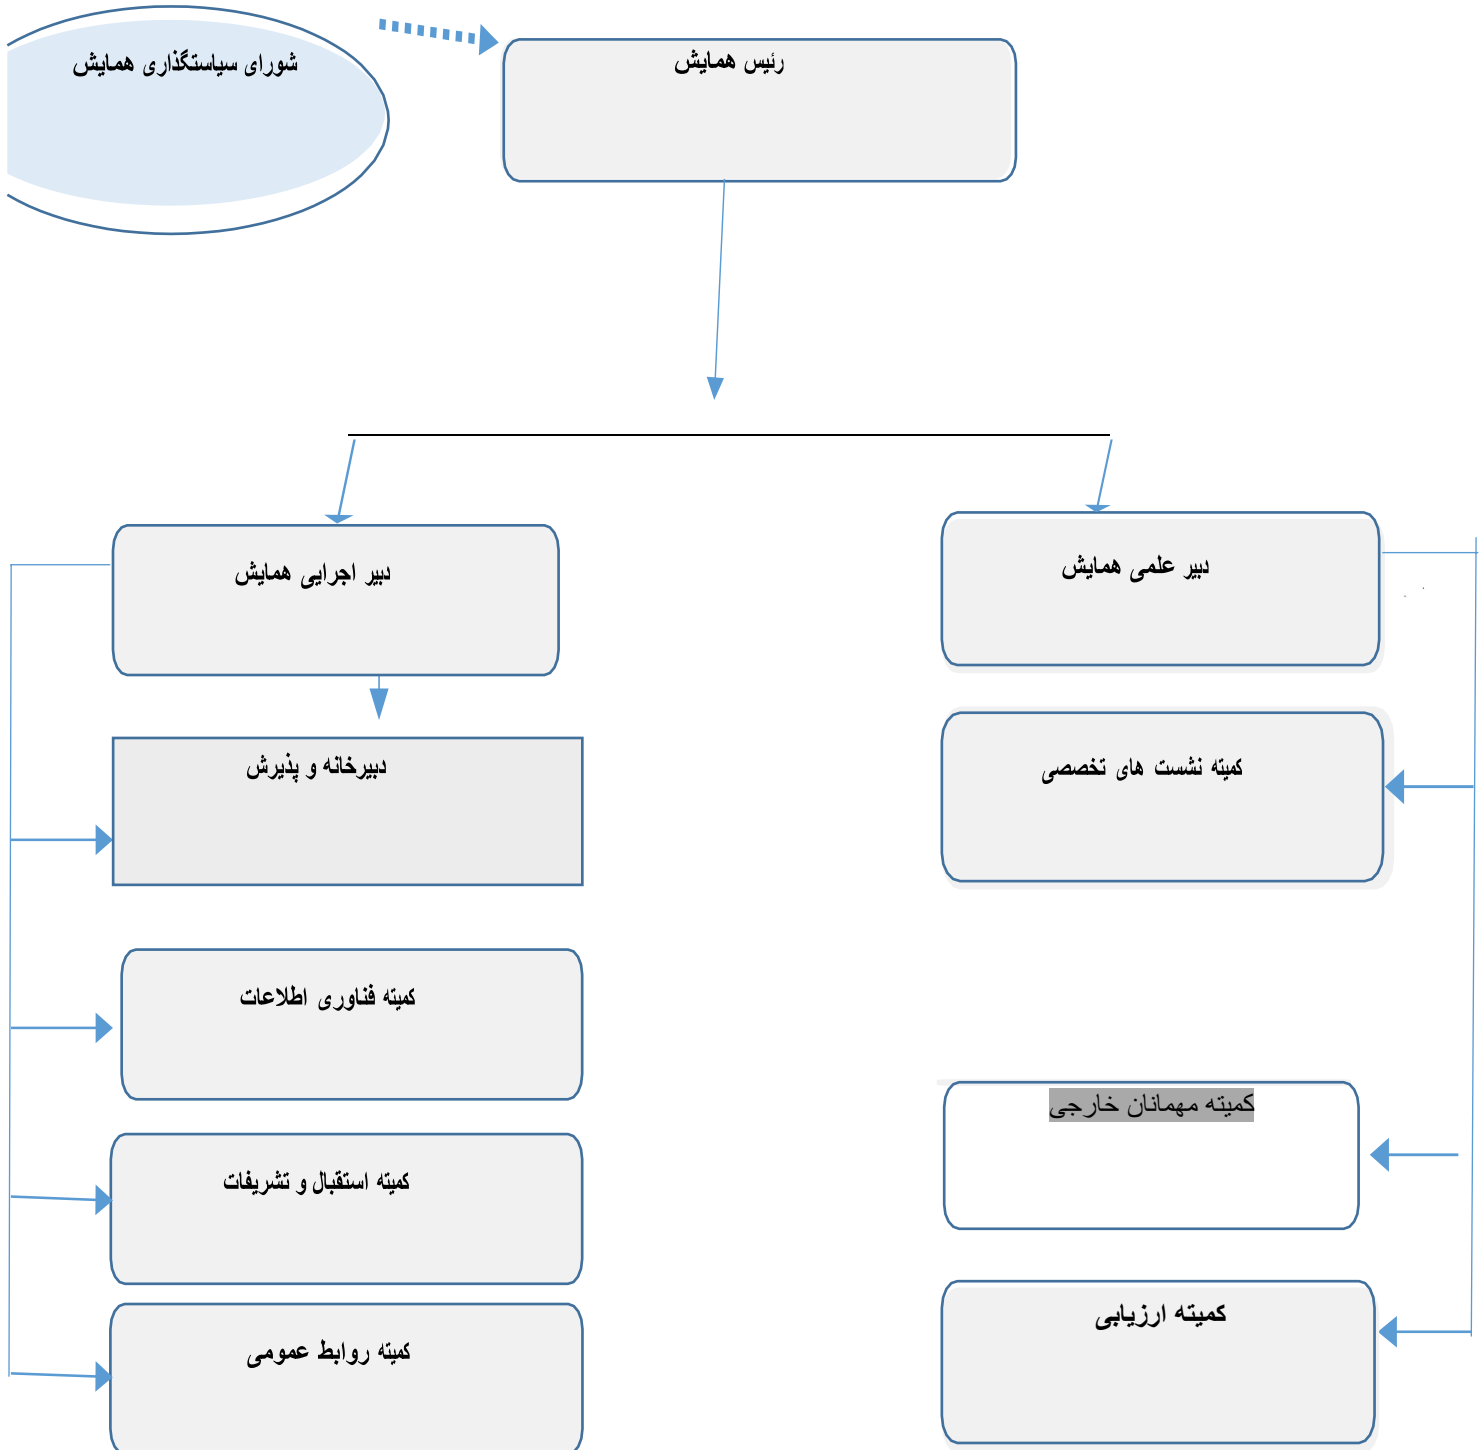 شورای سیاستگذاری همایش
رئیس همایش
دبیر علمی همایش
دبیر اجرایی همایش
کمیته نشست های تخصصی
دبیرخانه و پذیرش
کمیته فناوری اطلاعات
کمیته مهمانان خارجی
کمیته استقبال و تشریفات
کمیته ارزیابی
کمیته روابط عمومی